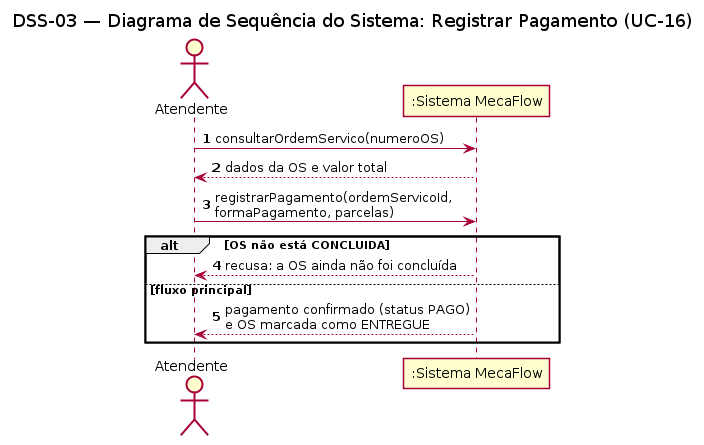 DSS-03 — Diagrama de Sequência do Sistema: Registrar Pagamento (UC-16)
Atendente
:Sistema MecaFlow
1 consultarOrdemServico(numeroOS)
2 dados da OS e valor total
3 registrarPagamento(ordemServicoId,
formaPagamento, parcelas)
alt [OS não está CONCLUIDA]
4 recusa: a OS ainda não foi concluída
[fluxo principal]
5 pagamento confirmado (status PAGO)
e OS marcada como ENTREGUE
Atendente
:Sistema MecaFlow